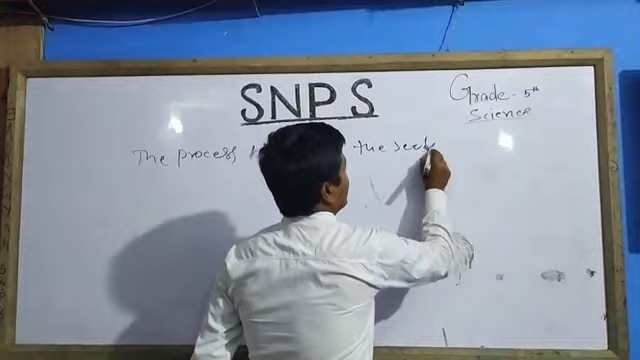 SNPS
Grade - 5th
Science
The process the seed